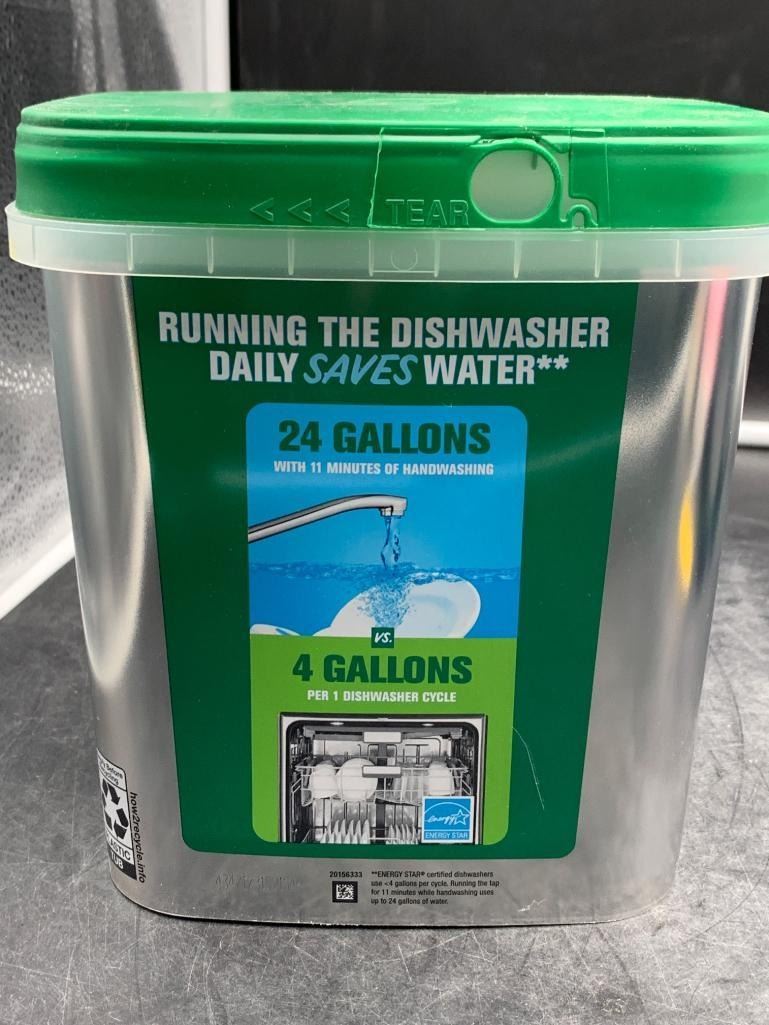 <<< TEAR
RUNNING THE DISHWASHER
DAILY SAVES WATER**
24 GALLONS
WITH 11 MINUTES OF HANDWASHING
VS.
4 GALLONS
PER 1 DISHWASHER CYCLE
energy
ENERGY STAR
how2recycle.info
TUB
20156333
**ENERGY STAR® certified dishwashers
use <4 gallons per cycle. Running the tap
for 11 minutes while handwashing uses
up to 24 gallons of water.